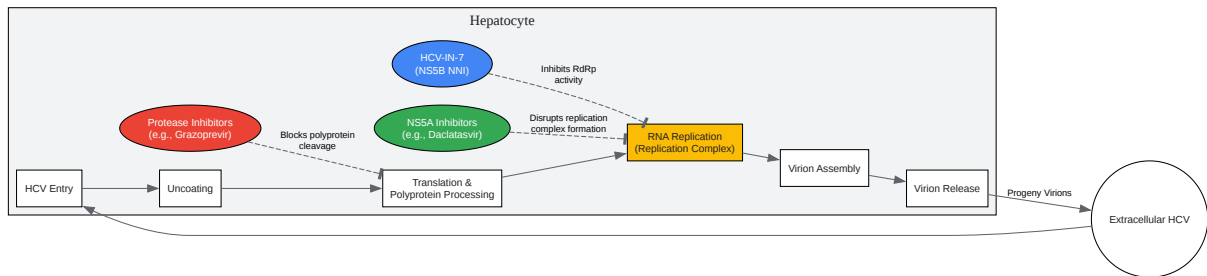 Hepatocyte
HCV-IN-7
(NS5B NNI)
Inhibits RdRp
activity
Protease Inhibitors
(e.g., Grazoprevir)
Blocks polyprotein
cleavage
NS5A Inhibitors
(e.g., Daclatasvir)
Disrupts replication
complex formation
RNA Replication
(Replication Complex)
HCV Entry
Uncoating
Translation &
Polyprotein Processing
Virion Assembly
Virion Release
Progeny Virions
Extracellular HCV